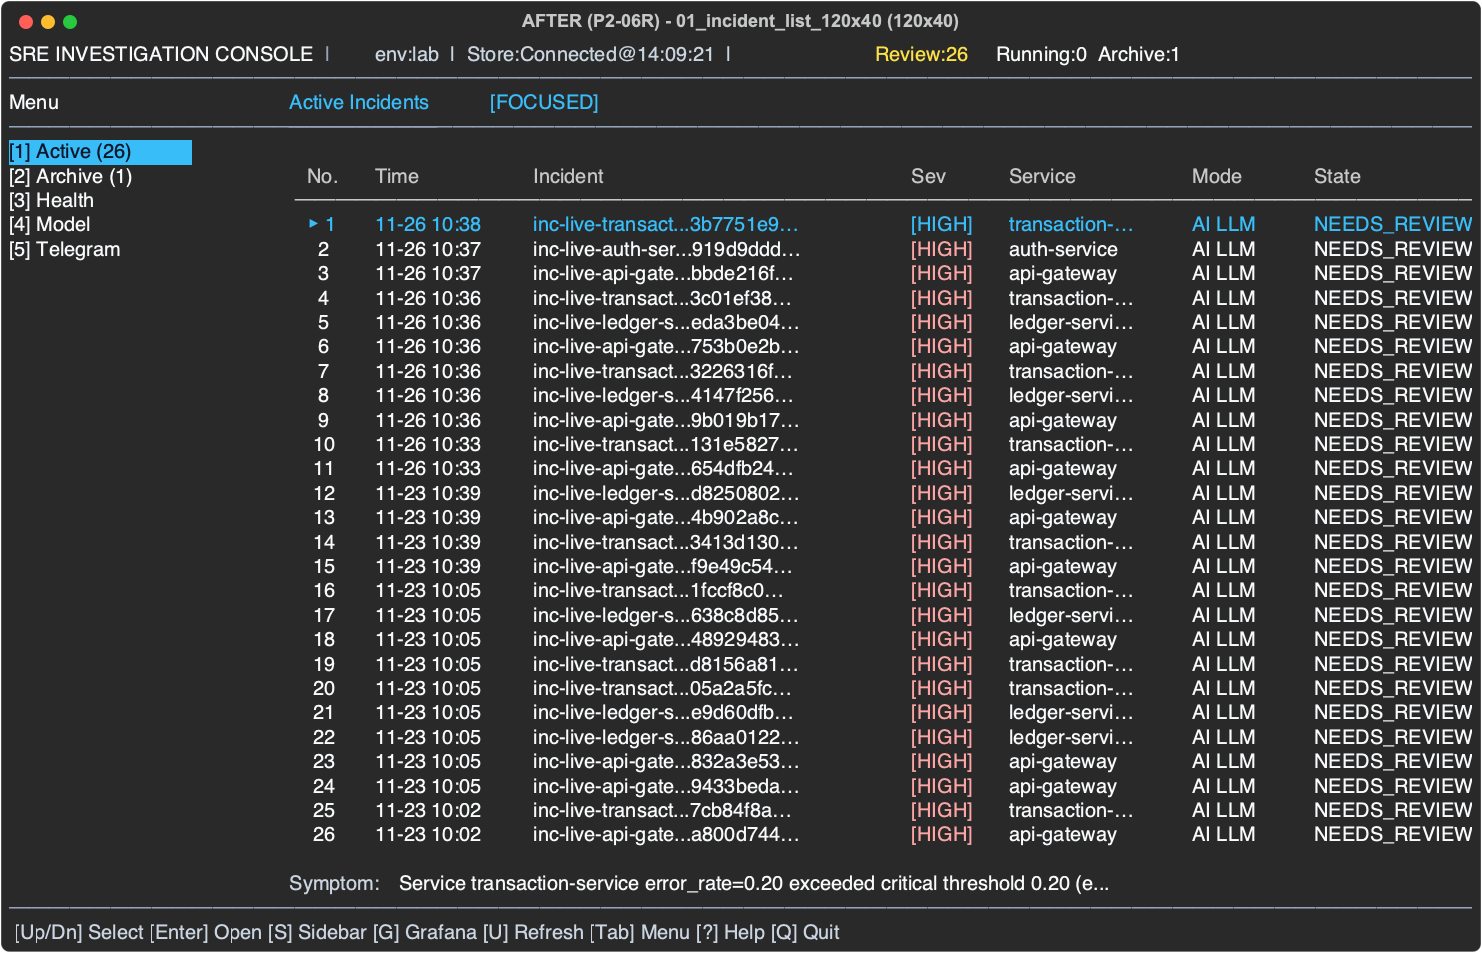 AFTER (P2-06R) - 01_incident_list_120x40 (120x40)
SRE INVESTIGATION CONSOLE | env:lab | Store:Connected@14:09:21 | Review:26 Running:0 Archive:1
Menu Active Incidents [FOCUSED]
[1] Active (26)
[2] Archive (1) No. Time Incident Sev Service Mode State
[3] Health
[4] Model ▸ 1 11-26 10:38 inc-live-transact...3b7751e9… [HIGH] transaction-… AI LLM NEEDS_REVIEW
[5] Telegram 2 11-26 10:37 inc-live-auth-ser...919d9ddd… [HIGH] auth-service AI LLM NEEDS_REVIEW
3 11-26 10:37 inc-live-api-gate...bbde216f… [HIGH] api-gateway AI LLM NEEDS_REVIEW
4 11-26 10:36 inc-live-transact...3c01ef38… [HIGH] transaction-… AI LLM NEEDS_REVIEW
5 11-26 10:36 inc-live-ledger-s...eda3be04… [HIGH] ledger-servi… AI LLM NEEDS_REVIEW
6 11-26 10:36 inc-live-api-gate...753b0e2b… [HIGH] api-gateway AI LLM NEEDS_REVIEW
7 11-26 10:36 inc-live-transact...3226316f… [HIGH] transaction-… AI LLM NEEDS_REVIEW
8 11-26 10:36 inc-live-ledger-s...4147f256… [HIGH] ledger-servi… AI LLM NEEDS_REVIEW
9 11-26 10:36 inc-live-api-gate...9b019b17… [HIGH] api-gateway AI LLM NEEDS_REVIEW
10 11-26 10:33 inc-live-transact...131e5827… [HIGH] transaction-… AI LLM NEEDS_REVIEW
11 11-26 10:33 inc-live-api-gate...654dfb24… [HIGH] api-gateway AI LLM NEEDS_REVIEW
12 11-23 10:39 inc-live-ledger-s...d8250802… [HIGH] ledger-servi… AI LLM NEEDS_REVIEW
13 11-23 10:39 inc-live-api-gate...4b902a8c… [HIGH] api-gateway AI LLM NEEDS_REVIEW
14 11-23 10:39 inc-live-transact...3413d130… [HIGH] transaction-… AI LLM NEEDS_REVIEW
15 11-23 10:39 inc-live-api-gate...f9e49c54… [HIGH] api-gateway AI LLM NEEDS_REVIEW
16 11-23 10:05 inc-live-transact...1fccf8c0… [HIGH] transaction-… AI LLM NEEDS_REVIEW
17 11-23 10:05 inc-live-ledger-s...638c8d85… [HIGH] ledger-servi… AI LLM NEEDS_REVIEW
18 11-23 10:05 inc-live-api-gate...48929483… [HIGH] api-gateway AI LLM NEEDS_REVIEW
19 11-23 10:05 inc-live-transact...d8156a81… [HIGH] transaction-… AI LLM NEEDS_REVIEW
20 11-23 10:05 inc-live-transact...05a2a5fc… [HIGH] transaction-… AI LLM NEEDS_REVIEW
21 11-23 10:05 inc-live-ledger-s...e9d60dfb… [HIGH] ledger-servi… AI LLM NEEDS_REVIEW
22 11-23 10:05 inc-live-ledger-s...86aa0122… [HIGH] ledger-servi… AI LLM NEEDS_REVIEW
23 11-23 10:05 inc-live-api-gate...832a3e53… [HIGH] api-gateway AI LLM NEEDS_REVIEW
24 11-23 10:05 inc-live-api-gate...9433beda… [HIGH] api-gateway AI LLM NEEDS_REVIEW
25 11-23 10:02 inc-live-transact...7cb84f8a… [HIGH] transaction-… AI LLM NEEDS_REVIEW
26 11-23 10:02 inc-live-api-gate...a800d744… [HIGH] api-gateway AI LLM NEEDS_REVIEW
Symptom: Service transaction-service error_rate=0.20 exceeded critical threshold 0.20 (e...
[Up/Dn] Select [Enter] Open [S] Sidebar [G] Grafana [U] Refresh [Tab] Menu [?] Help [Q] Quit